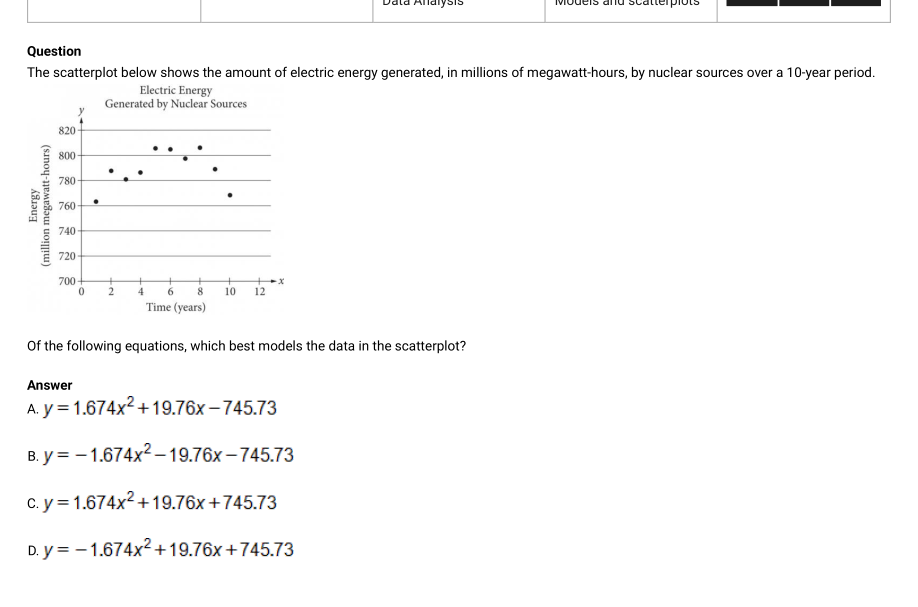 Data Analysis
Models and scatterplots
Question
The scatterplot below shows the amount of electric energy generated, in millions of megawatt-hours, by nuclear sources over a 10-year period.
Electric Energy
Generated by Nuclear Sources
y
820
800
780
760
740
720
700
Energy
(million megawatt-hours)
0 2 4 6 8 10 12 x
Time (years)
Of the following equations, which best models the data in the scatterplot?
Answer
A. y = 1.674x² + 19.76x − 745.73
B. y = −1.674x² − 19.76x − 745.73
C. y = 1.674x² + 19.76x + 745.73
D. y = −1.674x² + 19.76x + 745.73